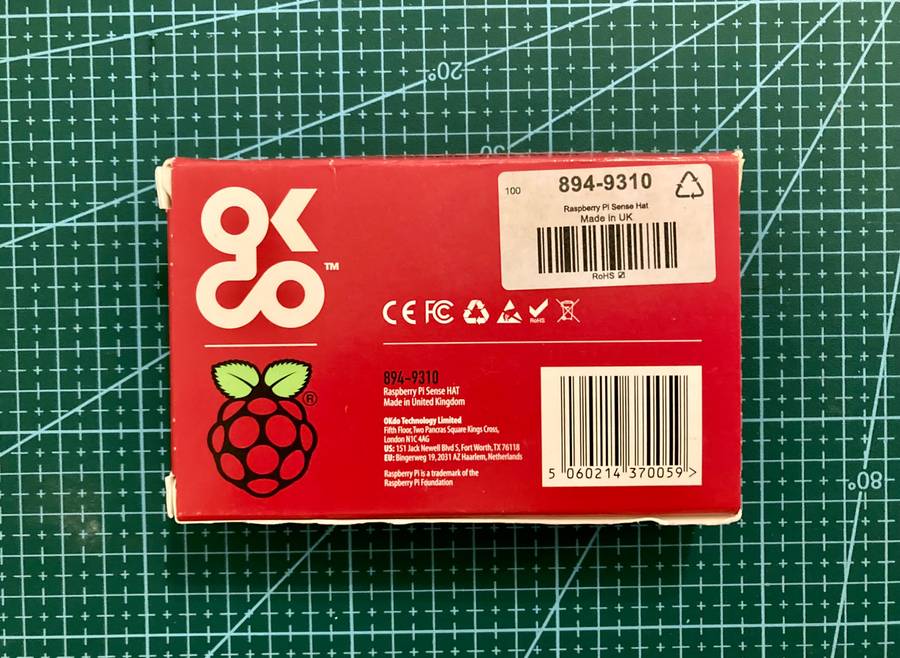 20°
OKdo™
100
894-9310
Raspberry Pi Sense Hat
Made in UK
RoHS ☑
CE FC
RoHS
®
894-9310
Raspberry Pi Sense HAT
Made in United Kingdom
OKdo Technology Limited
Fifth Floor, Two Pancras Square Kings Cross,
London N1C 4AG
US: 151 Jack Newell Blvd S, Fort Worth, TX 76118
EU: Bingerweg 19, 2031 AZ Haarlem, Netherlands
Raspberry Pi is a trademark of the
Raspberry Pi Foundation
5 060214 370059 >
80°